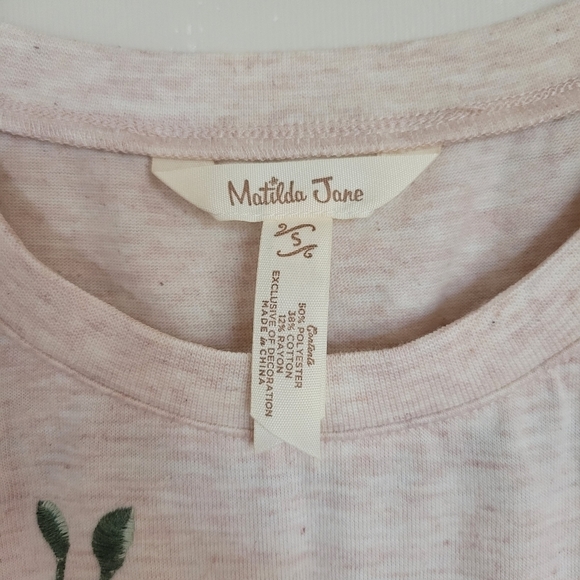 Matilda Jane
S
Contents
50% POLYESTER
38% COTTON
12% RAYON
EXCLUSIVE OF DECORATION
MADE in CHINA